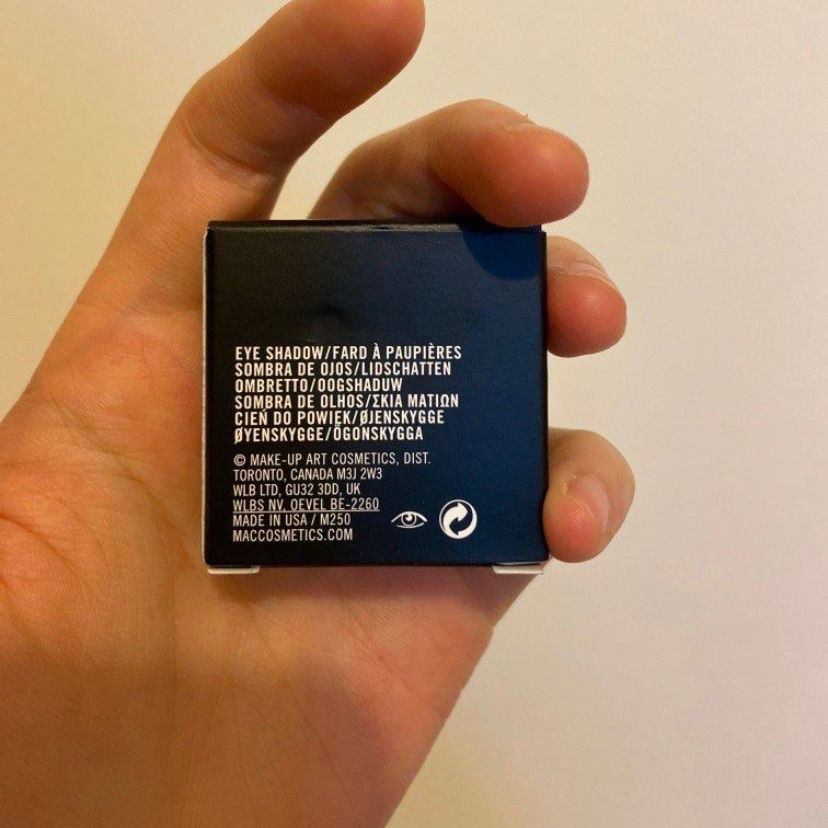 EYE SHADOW/FARD À PAUPIÈRES
SOMBRA DE OJOS/LIDSCHATTEN
OMBRETTO/OOGSHADUW
SOMBRA DE OLHOS/ΣΚΙΑ ΜΑΤΙΩΝ
CIEŃ DO POWIEK/ØJENSKYGGE
ØYENSKYGGE/ÖGONSKYGGA
© MAKE-UP ART COSMETICS, DIST.
TORONTO, CANADA M3J 2W3
WLB LTD, GU32 3DD, UK
WLBS NV, OEVEL BE-2260
MADE IN USA / M250
MACCOSMETICS.COM